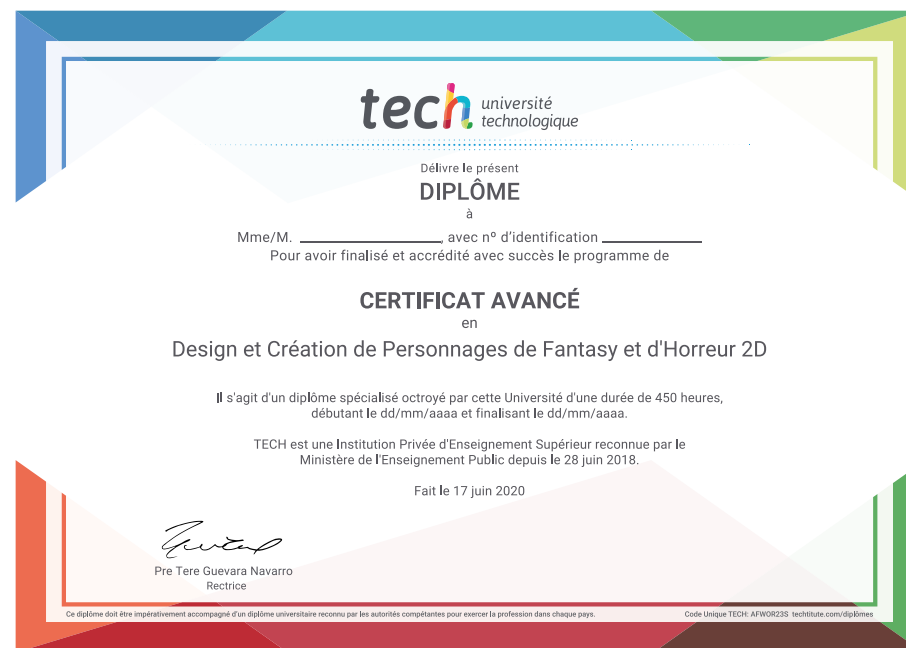 tech université
technologique
Délivre le présent
DIPLÔME
à
Mme/M. ____________, avec nº d'identification ____________
Pour avoir finalisé et accrédité avec succès le programme de
CERTIFICAT AVANCÉ
en
Design et Création de Personnages de Fantasy et d'Horreur 2D
Il s'agit d'un diplôme spécialisé octroyé par cette Université d'une durée de 450 heures,
débutant le dd/mm/aaaa et finalisant le dd/mm/aaaa.
TECH est une Institution Privée d'Enseignement Supérieur reconnue par le
Ministère de l'Enseignement Public depuis le 28 juin 2018.
Fait le 17 juin 2020
Pre Tere Guevara Navarro
Rectrice
Ce diplôme doit être impérativement accompagné d'un diplôme universitaire reconnu par les autorités compétentes pour exercer la profession dans chaque pays. Code Unique TECH: AFWOR23S techtitute.com/diplômes